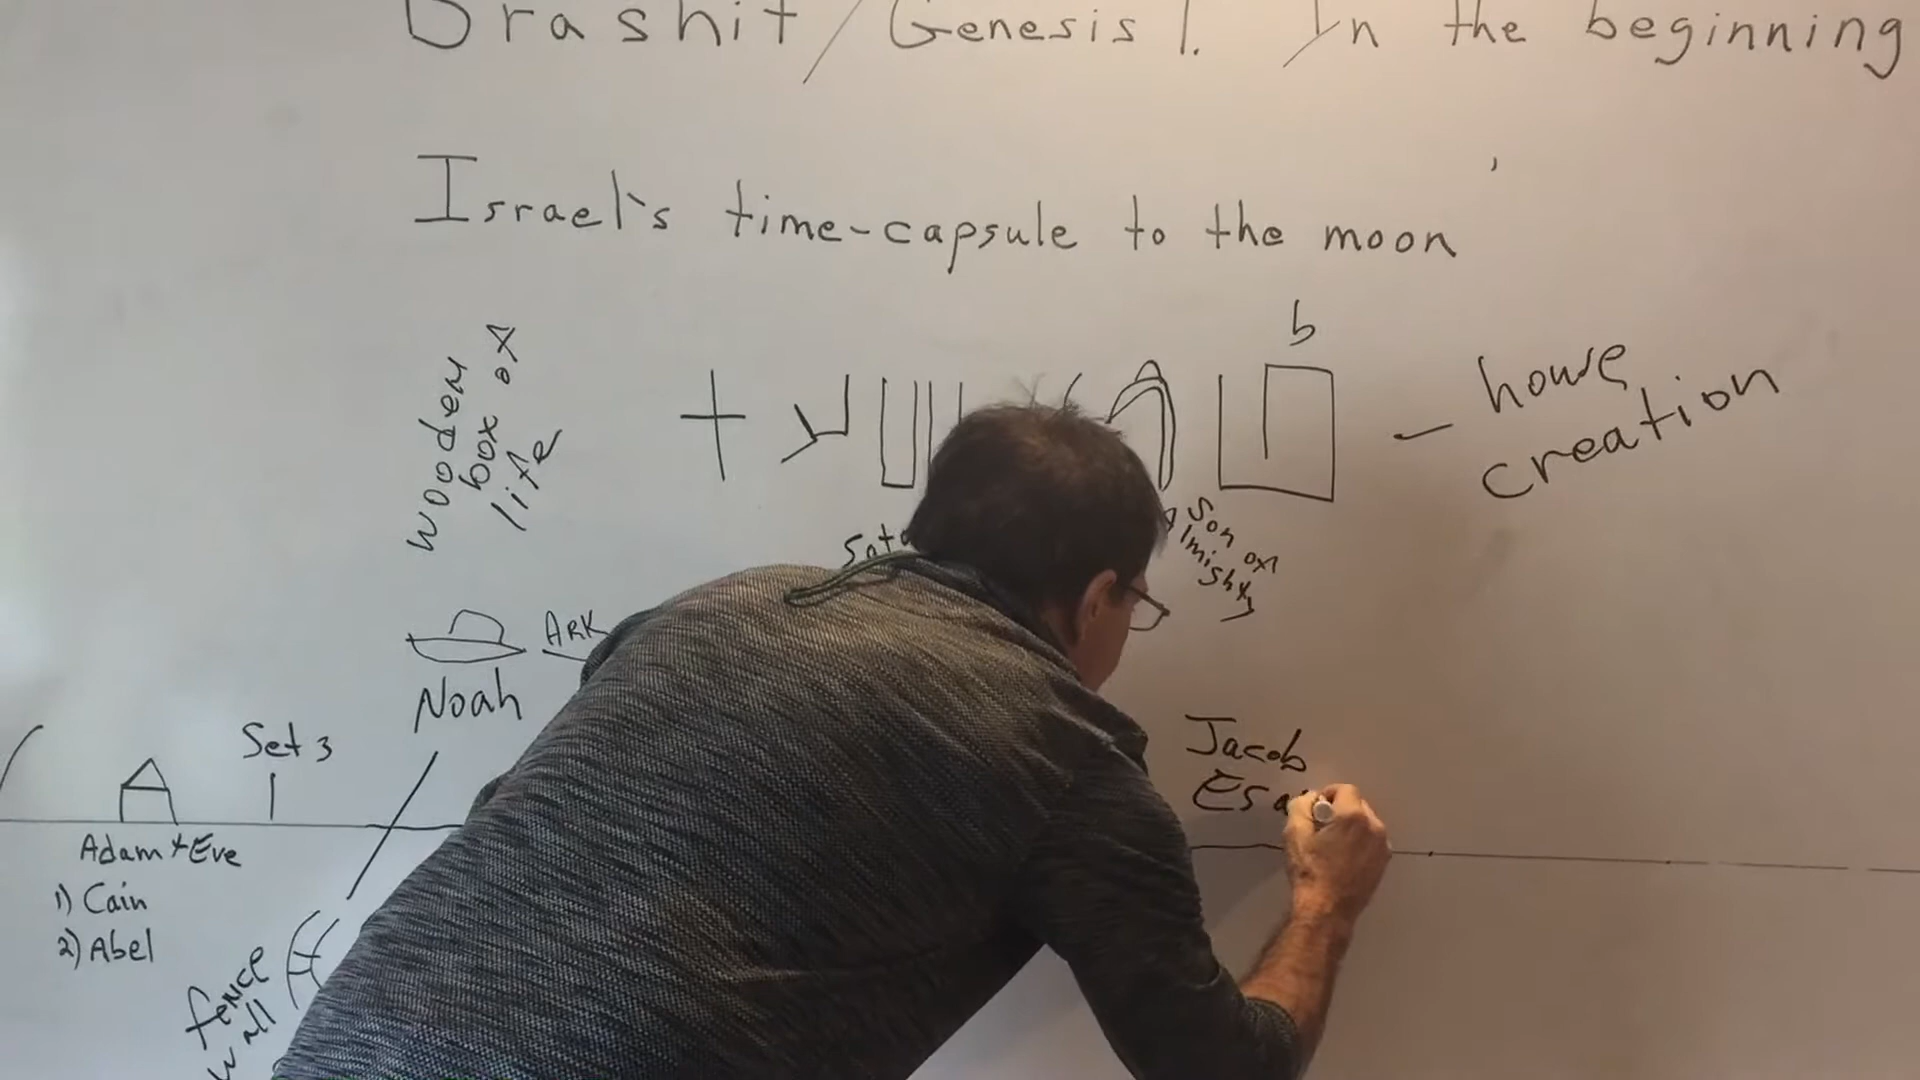 Brashit / Genesis 1. In the beginning
Israel's time-capsule to the moon
b
house
creation
wooden
box of
life
Son of
Almighty
ARK
Noah
Set 3
Jacob
Esa
Adam + Eve
1) Cain
2) Abel
fence
wall